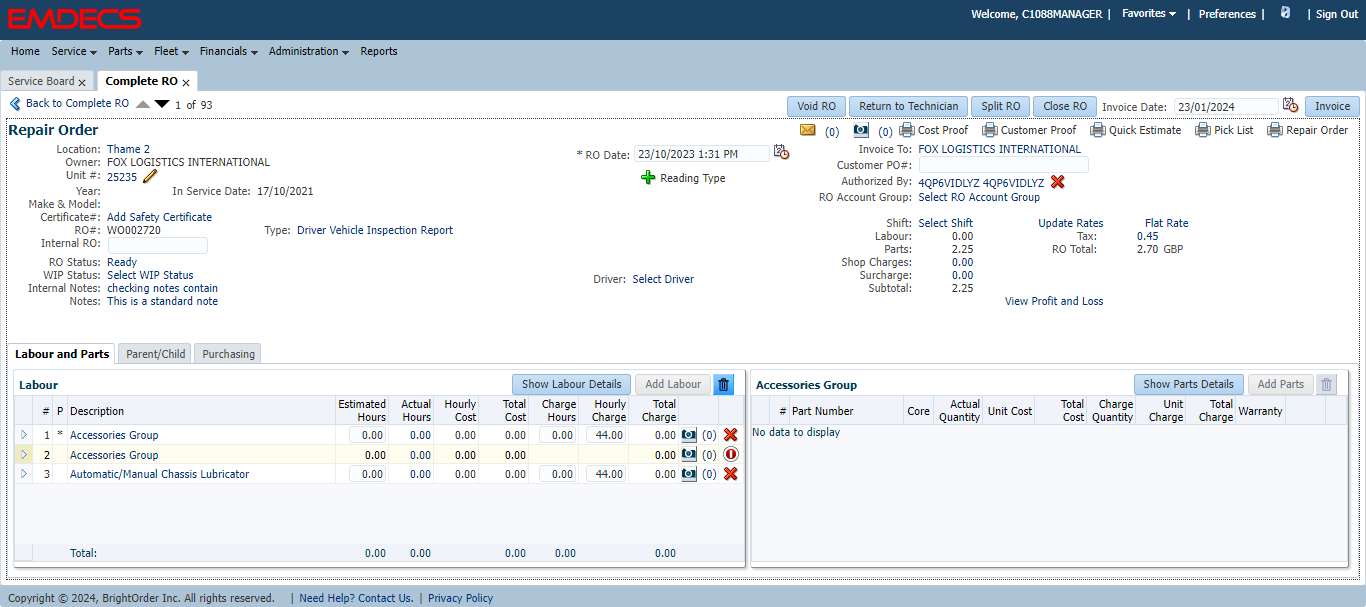 EMDECS
Welcome, C1088MANAGER | Favorites | Preferences | | Sign Out
Home Service Parts Fleet Financials Administration Reports
Service Board x Complete RO x
Back to Complete RO 1 of 93 Void RO Return to Technician Split RO Close RO Invoice Date: 23/01/2024 Invoice
Repair Order (0) (0) Cost Proof Customer Proof Quick Estimate Pick List Repair Order
Location: Thame 2 * RO Date: 23/10/2023 1:31 PM Invoice To: FOX LOGISTICS INTERNATIONAL
Owner: FOX LOGISTICS INTERNATIONAL Customer PO#:
Unit #: 25235 Reading Type Authorized By: 4QP6VIDLYZ 4QP6VIDLYZ
Year: In Service Date: 17/10/2021 RO Account Group: Select RO Account Group
Make & Model:
Certificate#: Add Safety Certificate Shift: Select Shift Update Rates Flat Rate
RO#: WO002720 Type: Driver Vehicle Inspection Report Labour: 0.00 Tax: 0.45
Internal RO: Parts: 2.25 RO Total: 2.70 GBP
RO Status: Ready Shop Charges: 0.00
WIP Status: Select WIP Status Driver: Select Driver Surcharge: 0.00
Internal Notes: checking notes contain Subtotal: 2.25
Notes: This is a standard note View Profit and Loss
Labour and Parts Parent/Child Purchasing
Labour Show Labour Details Add Labour Accessories Group Show Parts Details Add Parts
# P Description Estimated Hours Actual Hours Hourly Cost Total Cost Charge Hours Hourly Charge Total Charge # Part Number Core Actual Quantity Unit Cost Total Cost Charge Quantity Unit Charge Total Charge Warranty
1 * Accessories Group 0.00 0.00 0.00 0.00 0.00 44.00 0.00 (0) No data to display
2 Accessories Group 0.00 0.00 0.00 0.00 0.00 (0)
3 Automatic/Manual Chassis Lubricator 0.00 0.00 0.00 0.00 0.00 44.00 0.00 (0)
Total: 0.00 0.00 0.00 0.00 0.00
Copyright © 2024, BrightOrder Inc. All rights reserved. | Need Help? Contact Us. | Privacy Policy